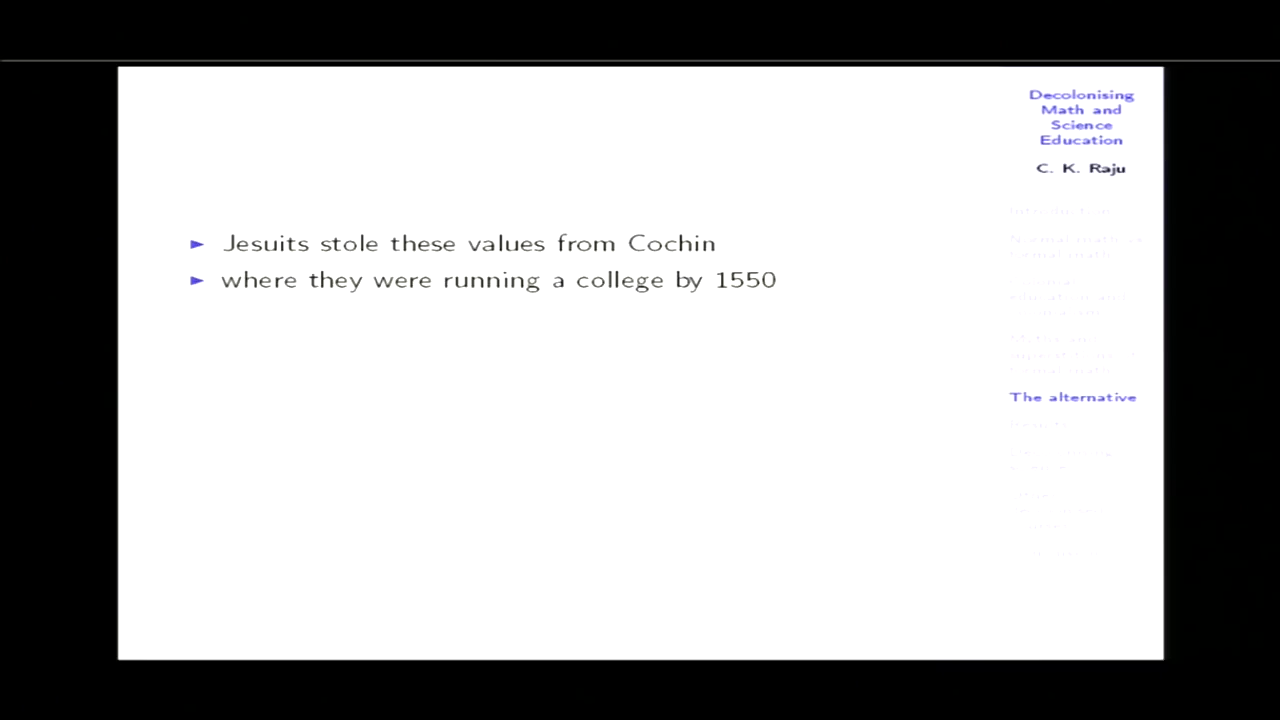 Decolonising
Math and
Science
Education
C. K. Raju
Jesuits stole these values from Cochin
where they were running a college by 1550
The alternative